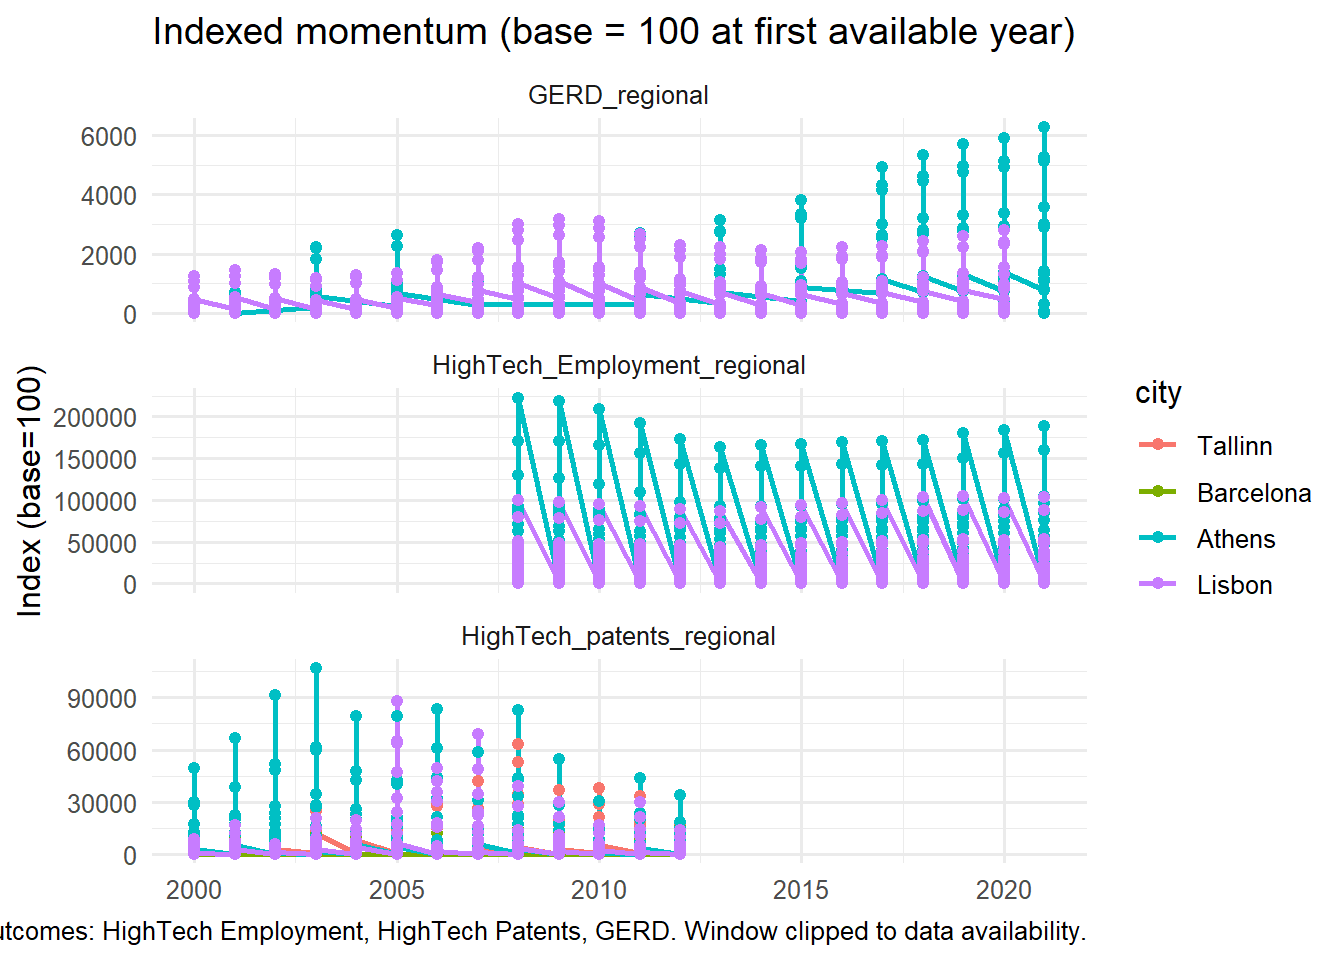 Indexed momentum (base = 100 at first available year)
GERD_regional
6000
4000
2000
0
HighTech_Employment_regional
200000
150000
100000
50000
0
HighTech_patents_regional
90000
60000
30000
0
2000 2005 2010 2015 2020
Index (base=100)
city
Tallinn
Barcelona
Athens
Lisbon
utcomes: HighTech Employment, HighTech Patents, GERD. Window clipped to data availability.